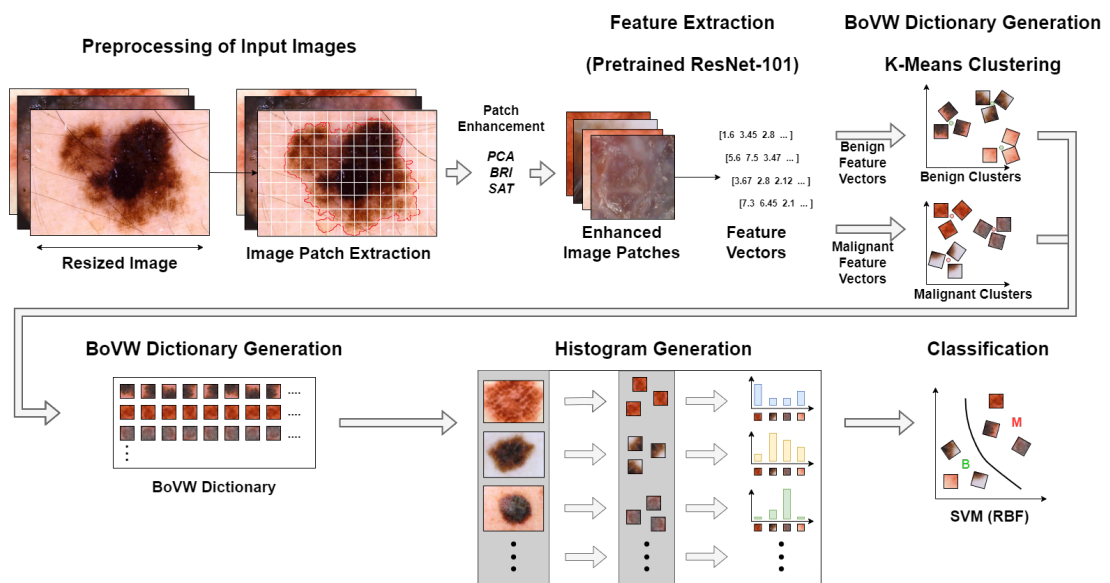 Preprocessing of Input Images
Resized Image
Image Patch Extraction
Patch
Enhancement
PCA
BRI
SAT
Feature Extraction
(Pretrained ResNet-101)
Enhanced
Image Patches
[1.6 3.45 2.8 ... ]
[5.6 7.5 3.47 ... ]
[3.67 2.8 2.12 ... ]
[7.3 6.45 2.1 ... ]
Feature
Vectors
BoVW Dictionary Generation
K-Means Clustering
Benign
Feature
Vectors
Benign Clusters
Malignant
Feature
Vectors
Malignant Clusters
BoVW Dictionary Generation
....
....
....
BoVW Dictionary
Histogram Generation
Classification
M
B
SVM (RBF)